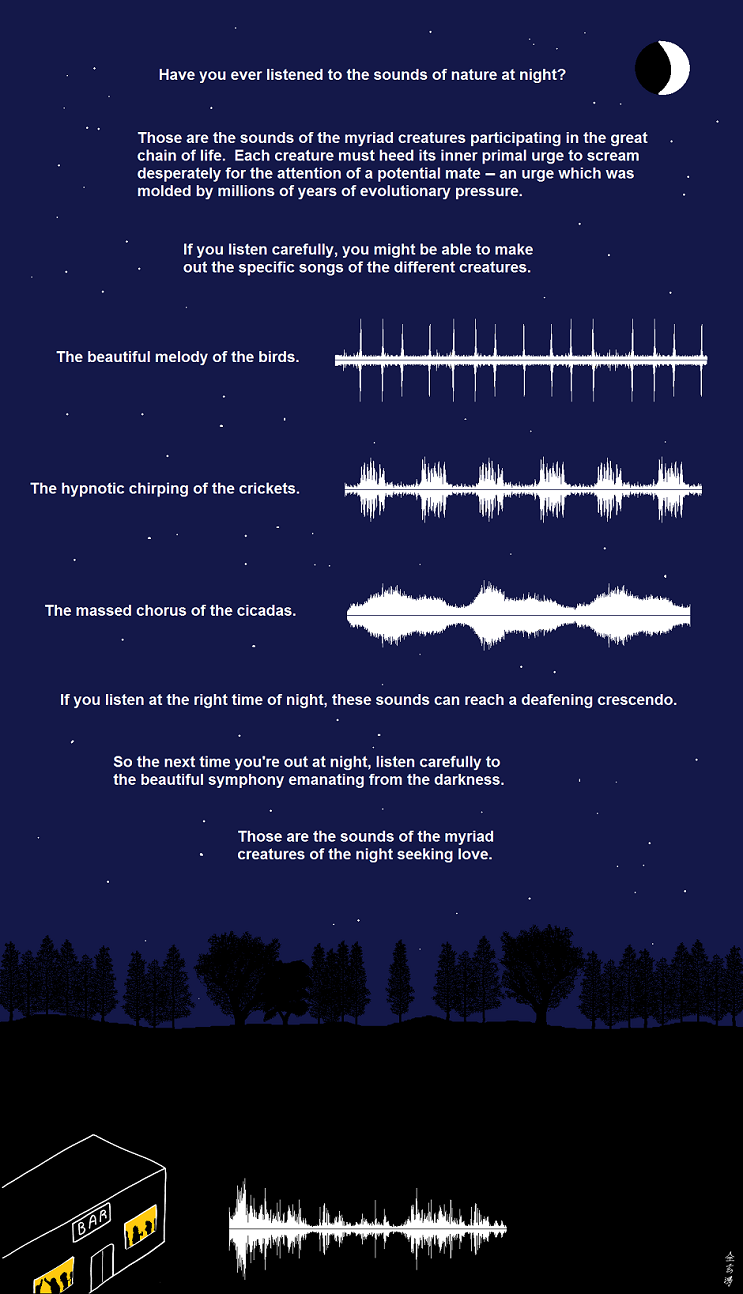 Have you ever listened to the sounds of nature at night?
Those are the sounds of the myriad creatures participating in the great
chain of life.  Each creature must heed its inner primal urge to scream
desperately for the attention of a potential mate – an urge which was
molded by millions of years of evolutionary pressure.
If you listen carefully, you might be able to make
out the specific songs of the different creatures.
The beautiful melody of the birds.
The hypnotic chirping of the crickets.
The massed chorus of the cicadas.
If you listen at the right time of night, these sounds can reach a deafening crescendo.
So the next time you're out at night, listen carefully to
the beautiful symphony emanating from the darkness.
Those are the sounds of the myriad
creatures of the night seeking love.
BAR